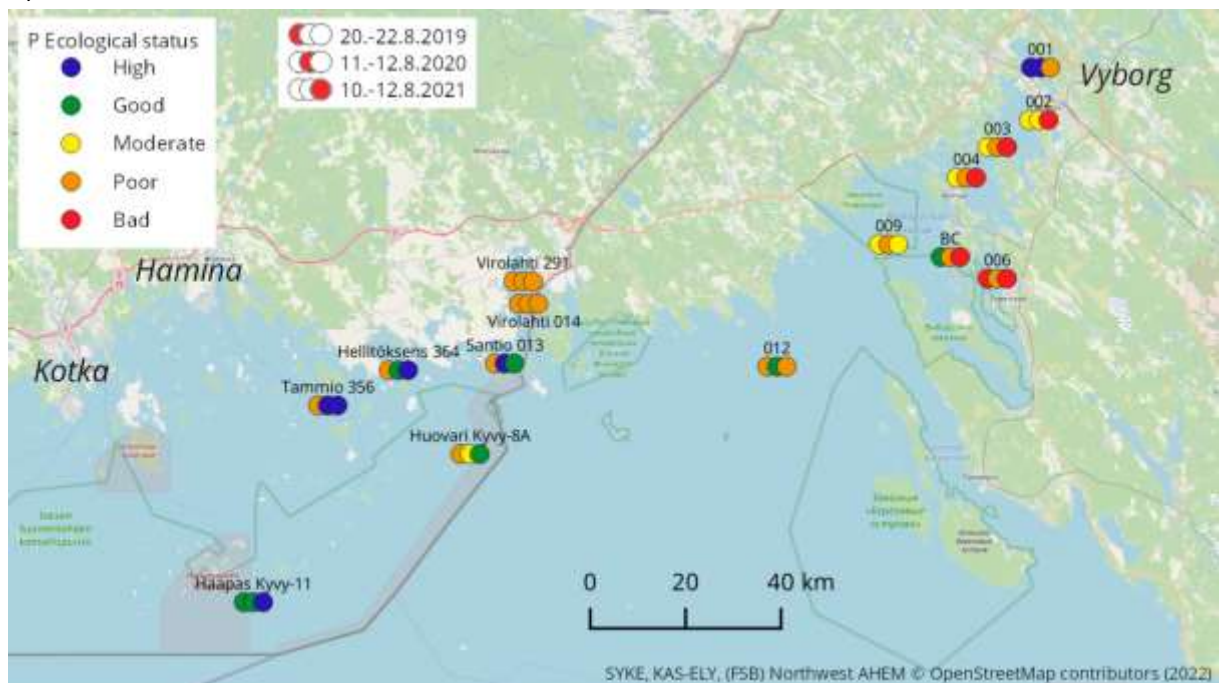 P Ecological status
High
Good
Moderate
Poor
Bad
20.-22.8.2019
11.-12.8.2020
10.-12.8.2021
001
Vyborg
002
003
004
009
BC
006
Virolahti 291
Hamina
Virolahti 014
Hellitöksens 364
Santio 013
012
Kotka
Tammio 356
Huovari Kyvy-8A
Haapas Kyvy-11
0
20
40 km
SYKE, KAS-ELY, (FSB) Northwest AHEM © OpenStreetMap contributors (2022)